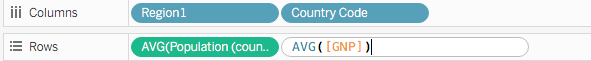 Columns Region1 Country Code
Rows AVG(Population (coun.. AVG([GNP])